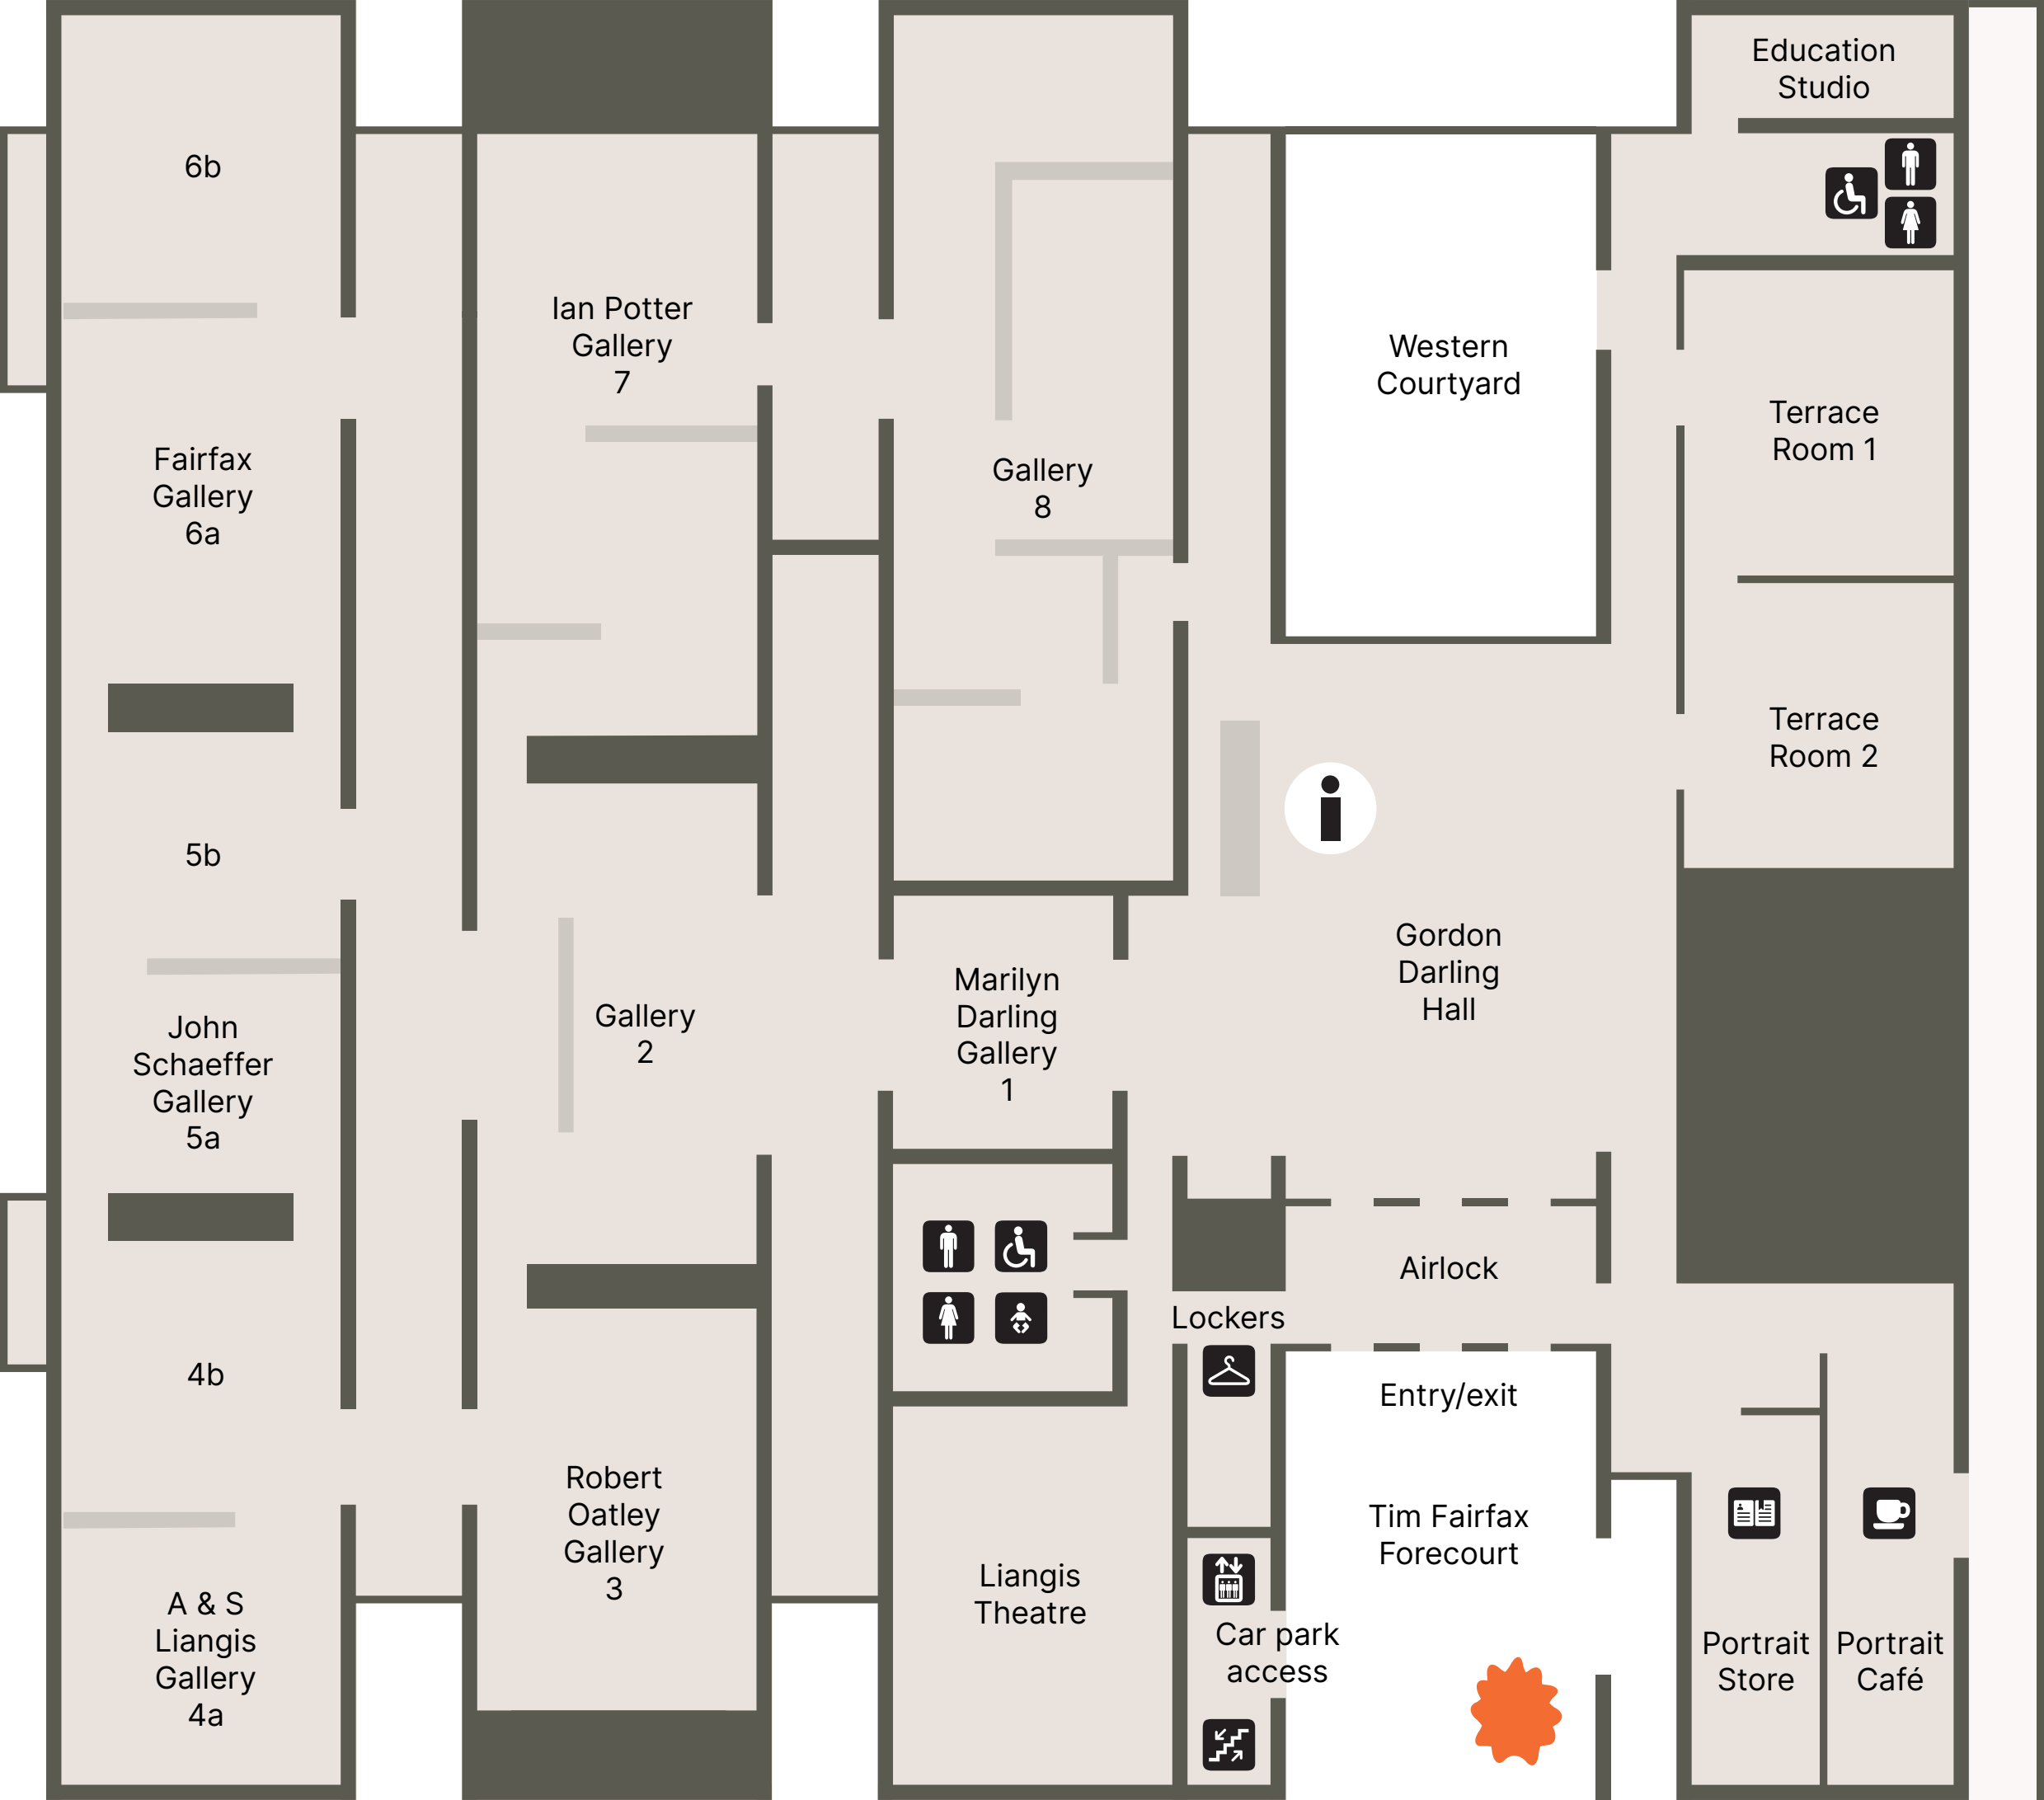 Education
Studio
6b
Ian Potter
Gallery
7
Western
Courtyard
Terrace
Room 1
Fairfax
Gallery
6a
Gallery
8
Terrace
Room 2
5b
Gordon
Darling
Hall
Marilyn
Darling
Gallery
1
Gallery
2
John
Schaeffer
Gallery
5a
Airlock
Lockers
4b
Entry/exit
Robert
Oatley
Gallery
3
Tim Fairfax
Forecourt
Liangis
Theatre
A & S
Liangis
Gallery
4a
Car park
access
Portrait
Store
Portrait
Café